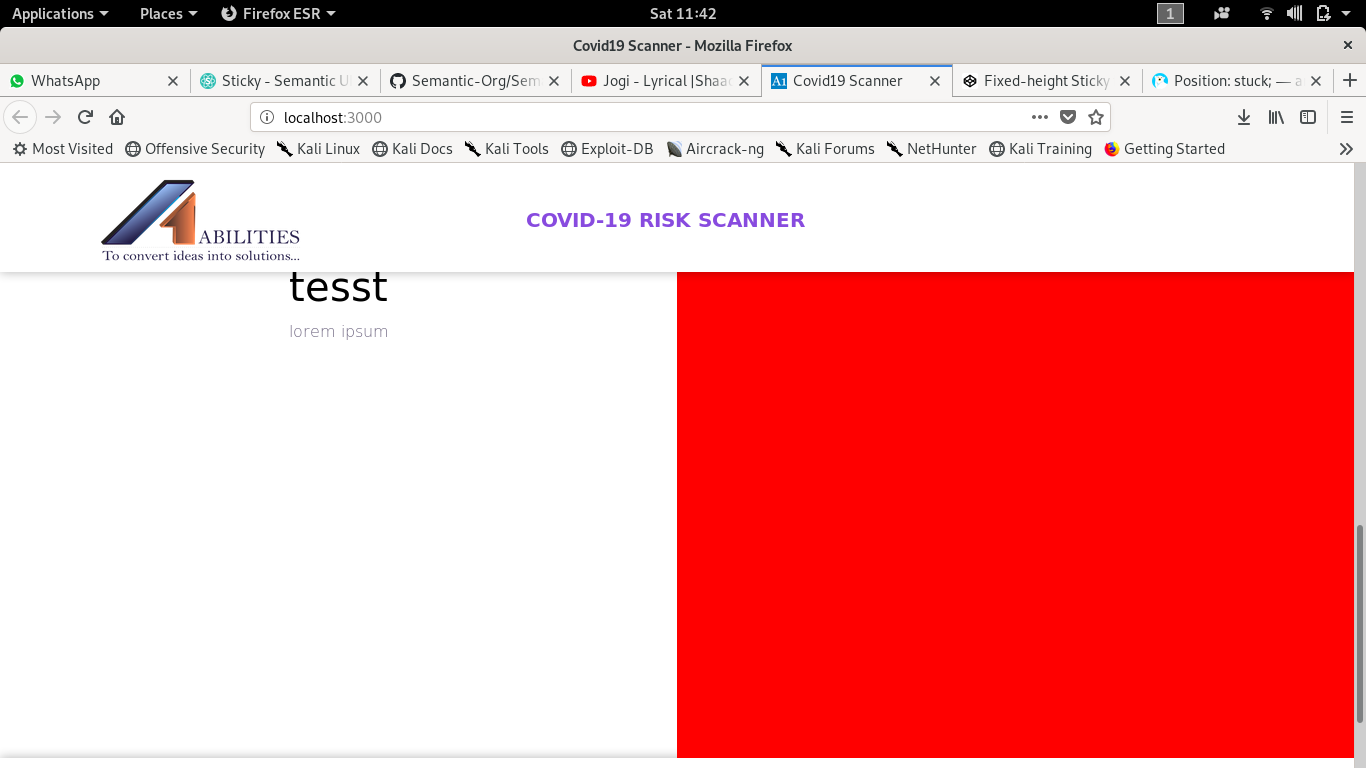 Applications Places Firefox ESR Sat 11:42 1
Covid19 Scanner - Mozilla Firefox
WhatsApp Sticky - Semantic U Semantic-Org/Sem Jogi - Lyrical |Shaad Covid19 Scanner Fixed-height Sticky Position: stuck; — a
localhost:3000
Most Visited Offensive Security Kali Linux Kali Docs Kali Tools Exploit-DB Aircrack-ng Kali Forums NetHunter Kali Training Getting Started
ABILITIES
To convert ideas into solutions...
COVID-19 RISK SCANNER
tesst
lorem ipsum